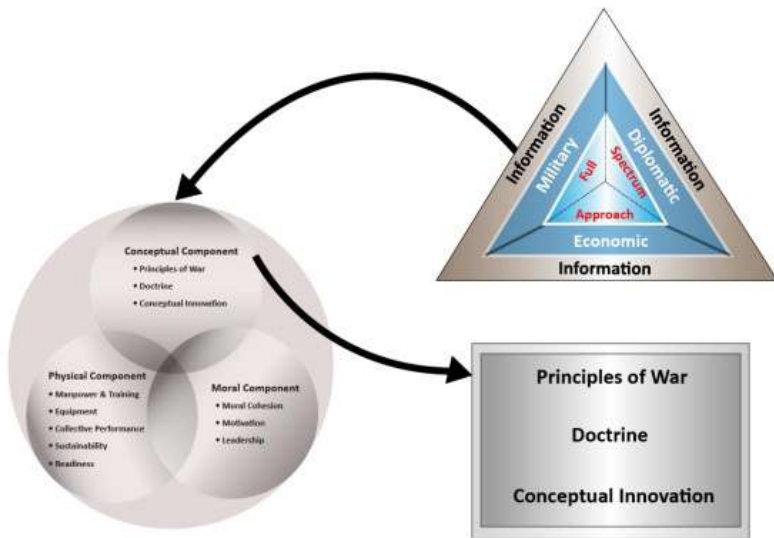 Information
Information
Military
Diplomatic
Full
Spectrum
Approach
Economic
Information
Conceptual Component
• Principles of War
• Doctrine
• Conceptual Innovation
Physical Component
• Manpower & Training
• Equipment
• Collective Performance
• Sustainability
• Readiness
Moral Component
• Moral Cohesion
• Motivation
• Leadership
Principles of War
Doctrine
Conceptual Innovation